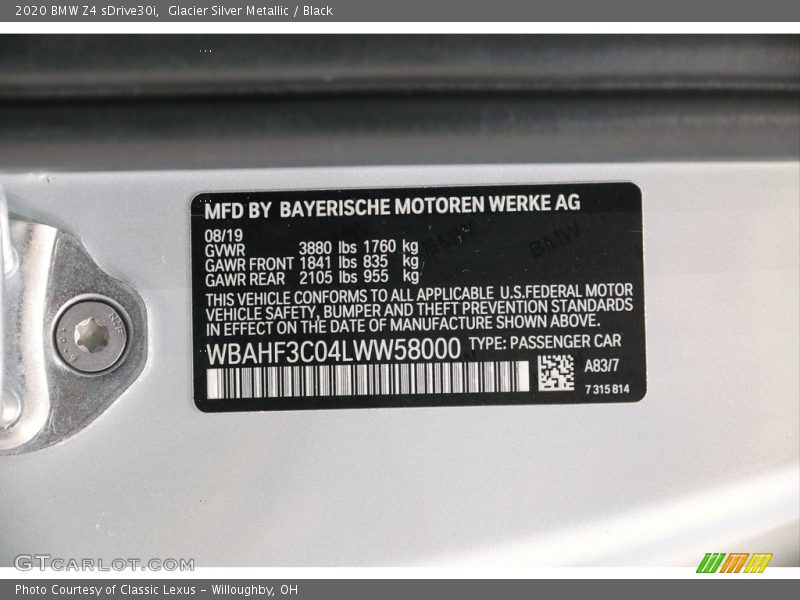 2020 BMW Z4 sDrive30i,  Glacier Silver Metallic / Black
MFD BY BAYERISCHE MOTOREN WERKE AG
08/19
GVWR 3880 lbs 1760 kg
GAWR FRONT 1841 lbs 835 kg
GAWR REAR 2105 lbs 955 kg
THIS VEHICLE CONFORMS TO ALL APPLICABLE U.S.FEDERAL MOTOR
VEHICLE SAFETY, BUMPER AND THEFT PREVENTION STANDARDS
IN EFFECT ON THE DATE OF MANUFACTURE SHOWN ABOVE.
WBAHF3C04LWW58000 TYPE: PASSENGER CAR
A83/7
7 315 814
GTCARLOT.COM
Photo Courtesy of Classic Lexus - Willoughby, OH